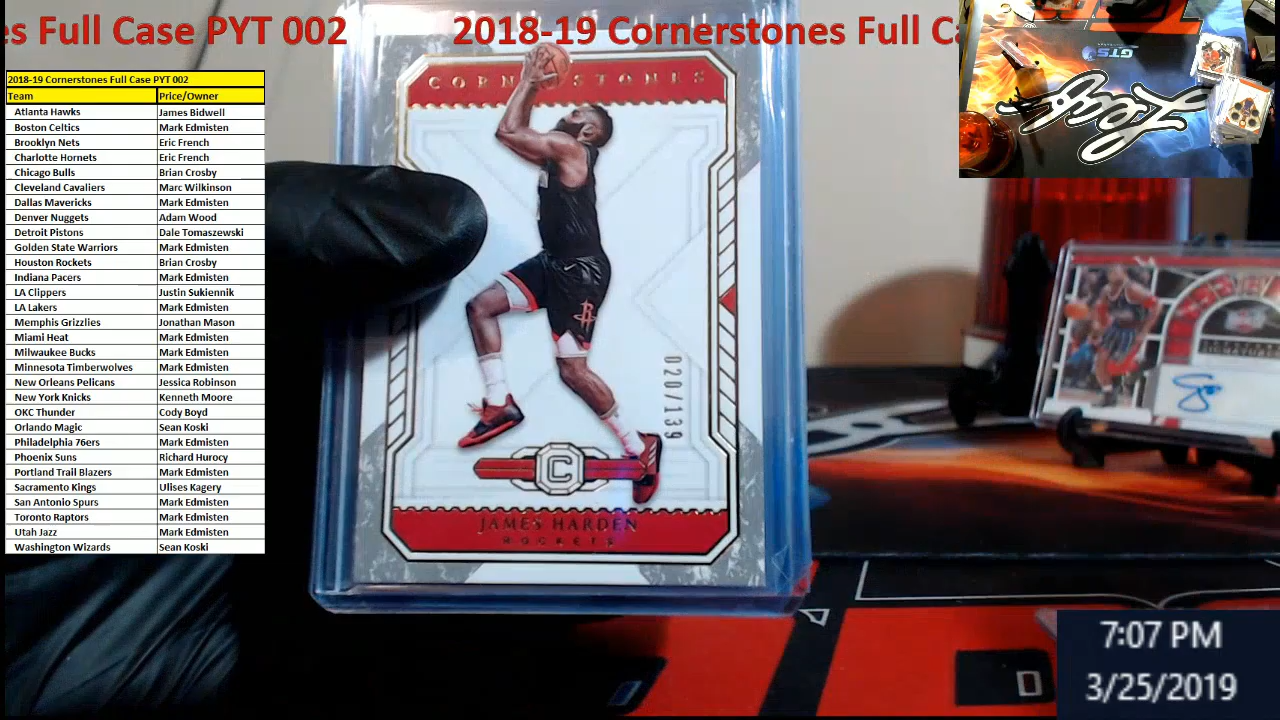 es Full Case PYT 002
2018-19 Cornerstones Full Ca
2018-19 Cornerstones Full Case PYT 002
Team Price/Owner
Atlanta Hawks James Bidwell
Boston Celtics Mark Edmisten
Brooklyn Nets Eric French
Charlotte Hornets Eric French
Chicago Bulls Brian Crosby
Cleveland Cavaliers Marc Wilkinson
Dallas Mavericks Mark Edmisten
Denver Nuggets Adam Wood
Detroit Pistons Dale Tomaszewski
Golden State Warriors Mark Edmisten
Houston Rockets Brian Crosby
Indiana Pacers Mark Edmisten
LA Clippers Justin Sukiennik
LA Lakers Mark Edmisten
Memphis Grizzlies Jonathan Mason
Miami Heat Mark Edmisten
Milwaukee Bucks Mark Edmisten
Minnesota Timberwolves Mark Edmisten
New Orleans Pelicans Jessica Robinson
New York Knicks Kenneth Moore
OKC Thunder Cody Boyd
Orlando Magic Sean Koski
Philadelphia 76ers Mark Edmisten
Phoenix Suns Richard Hurocy
Portland Trail Blazers Mark Edmisten
Sacramento Kings Ulises Kagery
San Antonio Spurs Mark Edmisten
Toronto Raptors Mark Edmisten
Utah Jazz Mark Edmisten
Washington Wizards Sean Koski
CORNERSTONES
R
020/139
C
JAMES HARDEN
ROCKETS
GTS
7:07 PM
3/25/2019